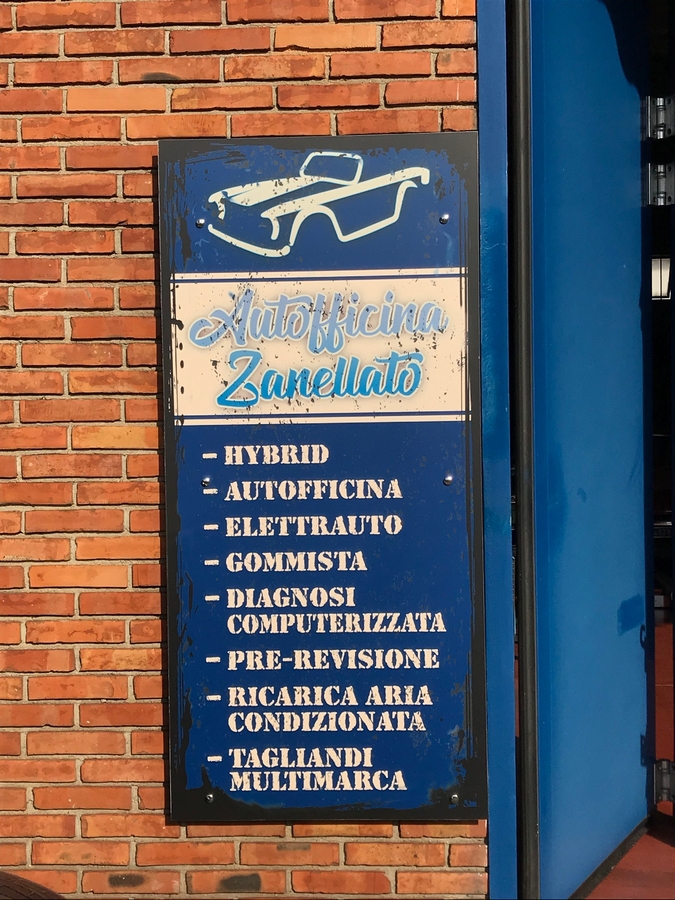 Autofficina
Zanellato
- HYBRID
- AUTOFFICINA
- ELETTRAUTO
- GOMMISTA
- DIAGNOSI
COMPUTERIZZATA
- PRE-REVISIONE
- RICARICA ARIA
CONDIZIONATA
- TAGLIANDI
MULTIMARCA